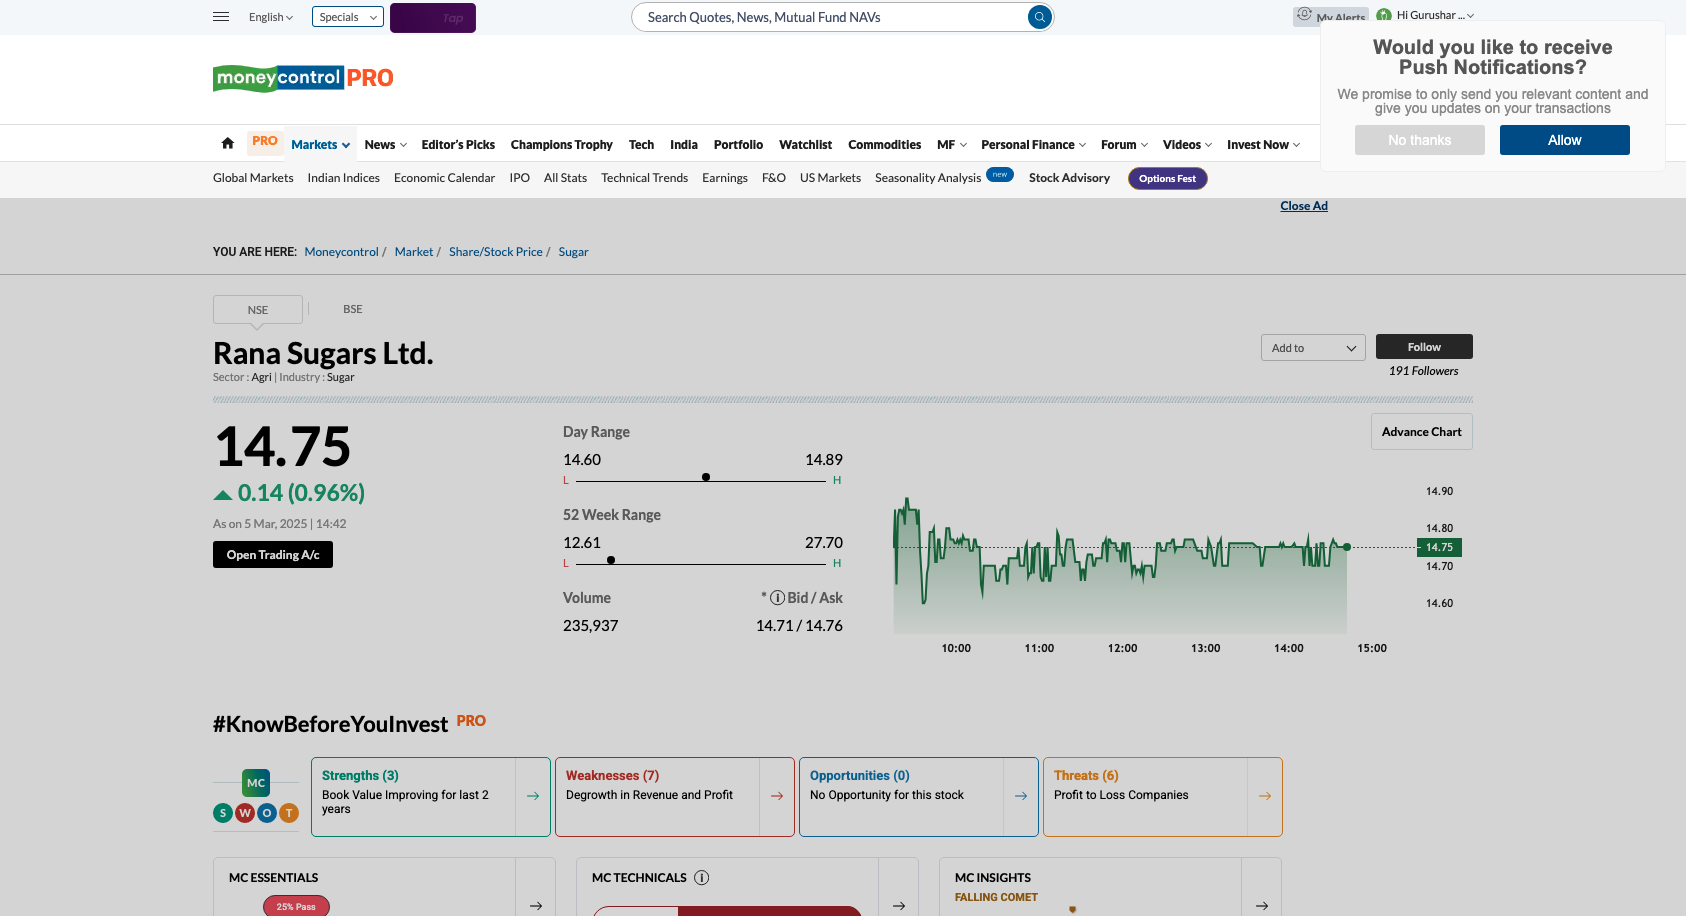 English
Specials
Tap
Search Quotes, News, Mutual Fund NAVs
My Alerts
Hi Gurushar ...
Would you like to receive
Push Notifications?
We promise to only send you relevant content and
give you updates on your transactions
No thanks
Allow
moneycontrol PRO
PRO
Markets
News
Editor's Picks
Champions Trophy
Tech
India
Portfolio
Watchlist
Commodities
MF
Personal Finance
Forum
Videos
Invest Now
Global Markets
Indian Indices
Economic Calendar
IPO
All Stats
Technical Trends
Earnings
F&O
US Markets
Seasonality Analysis
new
Stock Advisory
Options Fest
Close Ad
YOU ARE HERE: Moneycontrol / Market / Share/Stock Price / Sugar
NSE
BSE
Rana Sugars Ltd.
Sector : Agri | Industry : Sugar
Add to
Follow
191 Followers
14.75
0.14 (0.96%)
As on 5 Mar, 2025 | 14:42
Open Trading A/c
Day Range
14.60 14.89
L H
52 Week Range
12.61 27.70
L H
Volume
* i Bid / Ask
235,937
14.71 / 14.76
Advance Chart
14.90
14.80
14.75
14.70
14.60
10:00 11:00 12:00 13:00 14:00 15:00
#KnowBeforeYouInvest PRO
MC
S W O T
Strengths (3)
Book Value Improving for last 2
years
Weaknesses (7)
Degrowth in Revenue and Profit
Opportunities (0)
No Opportunity for this stock
Threats (6)
Profit to Loss Companies
MC ESSENTIALS
25% Pass
MC TECHNICALS i
MC INSIGHTS
FALLING COMET